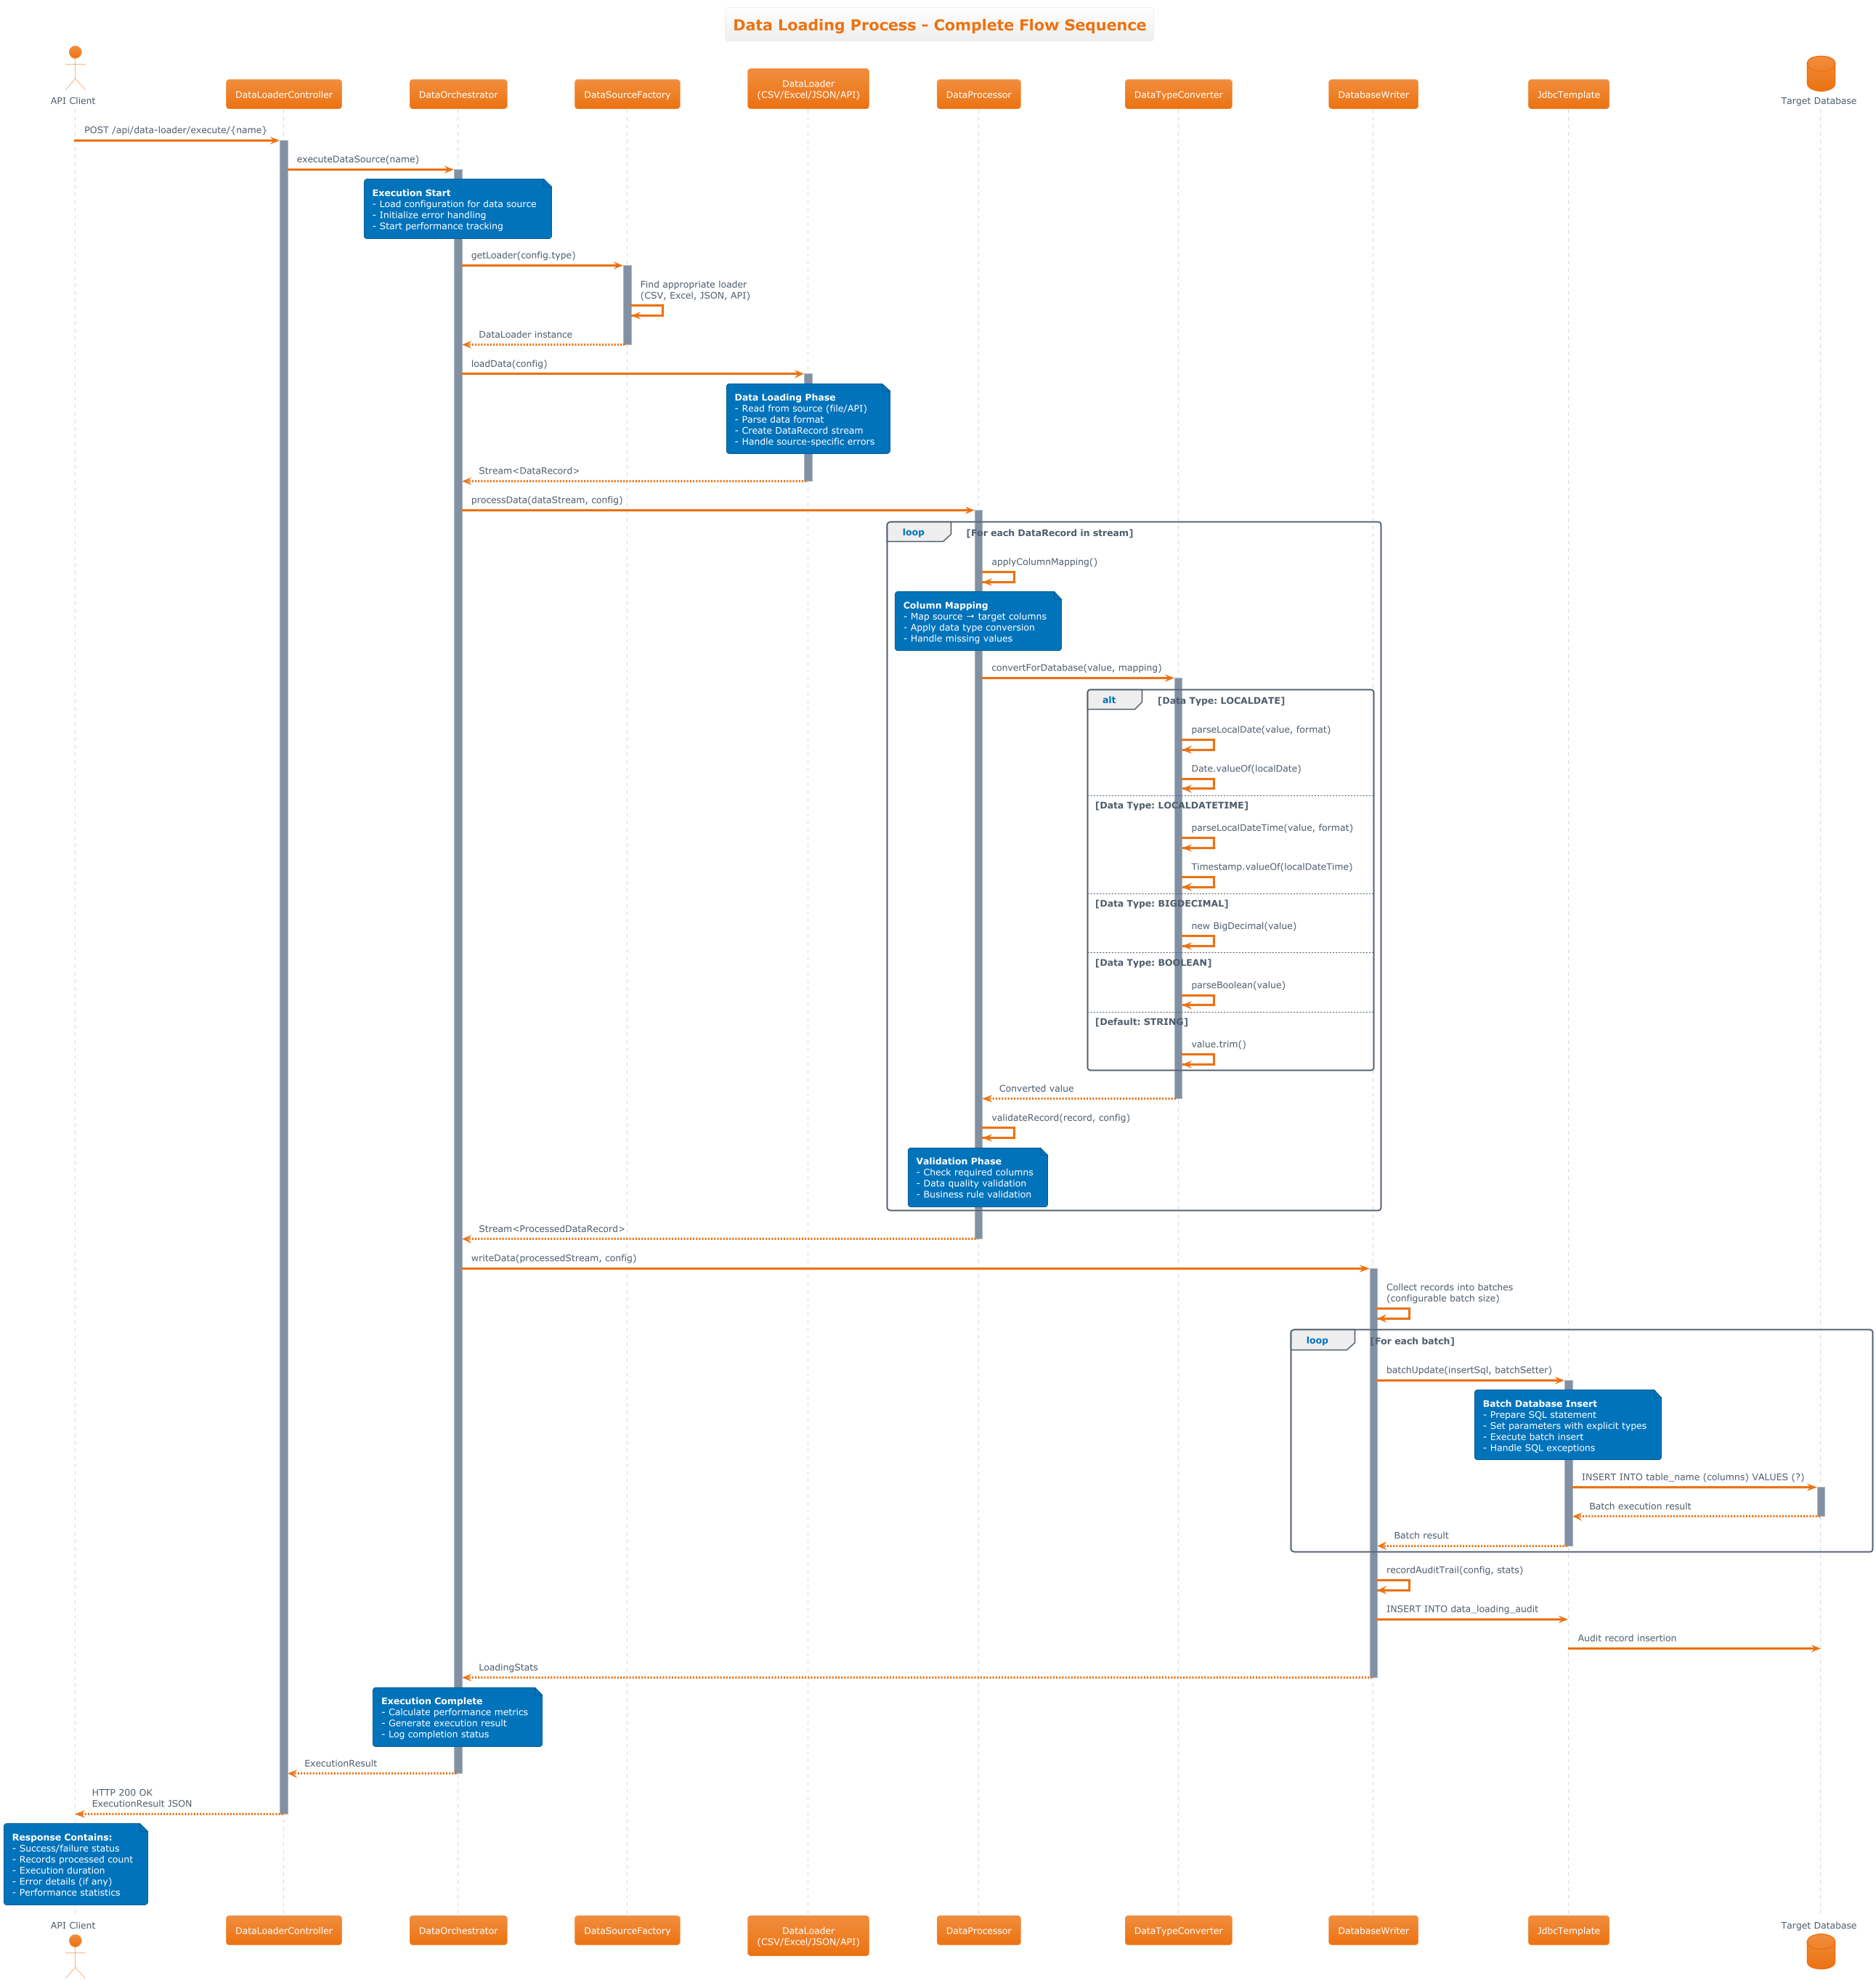 Data Loading Process - Complete Flow Sequence
API Client
DataLoaderController
DataOrchestrator
DataSourceFactory
DataLoader
(CSV/Excel/JSON/API)
DataProcessor
DataTypeConverter
DatabaseWriter
JdbcTemplate
Target Database
POST /api/data-loader/execute/{name}
executeDataSource(name)
Execution Start
- Load configuration for data source
- Initialize error handling
- Start performance tracking
getLoader(config.type)
Find appropriate loader
(CSV, Excel, JSON, API)
DataLoader instance
loadData(config)
Data Loading Phase
- Read from source (file/API)
- Parse data format
- Create DataRecord stream
- Handle source-specific errors
Stream<DataRecord>
processData(dataStream, config)
loop [For each DataRecord in stream]
applyColumnMapping()
Column Mapping
- Map source → target columns
- Apply data type conversion
- Handle missing values
convertForDatabase(value, mapping)
alt [Data Type: LOCALDATE]
parseLocalDate(value, format)
Date.valueOf(localDate)
[Data Type: LOCALDATETIME]
parseLocalDateTime(value, format)
Timestamp.valueOf(localDateTime)
[Data Type: BIGDECIMAL]
new BigDecimal(value)
[Data Type: BOOLEAN]
parseBoolean(value)
[Default: STRING]
value.trim()
Converted value
validateRecord(record, config)
Validation Phase
- Check required columns
- Data quality validation
- Business rule validation
Stream<ProcessedDataRecord>
writeData(processedStream, config)
Collect records into batches
(configurable batch size)
loop [For each batch]
batchUpdate(insertSql, batchSetter)
Batch Database Insert
- Prepare SQL statement
- Set parameters with explicit types
- Execute batch insert
- Handle SQL exceptions
INSERT INTO table_name (columns) VALUES (?)
Batch execution result
Batch result
recordAuditTrail(config, stats)
INSERT INTO data_loading_audit
Audit record insertion
LoadingStats
Execution Complete
- Calculate performance metrics
- Generate execution result
- Log completion status
ExecutionResult
HTTP 200 OK
ExecutionResult JSON
Response Contains:
- Success/failure status
- Records processed count
- Execution duration
- Error details (if any)
- Performance statistics
API Client
DataLoaderController
DataOrchestrator
DataSourceFactory
DataLoader
(CSV/Excel/JSON/API)
DataProcessor
DataTypeConverter
DatabaseWriter
JdbcTemplate
Target Database